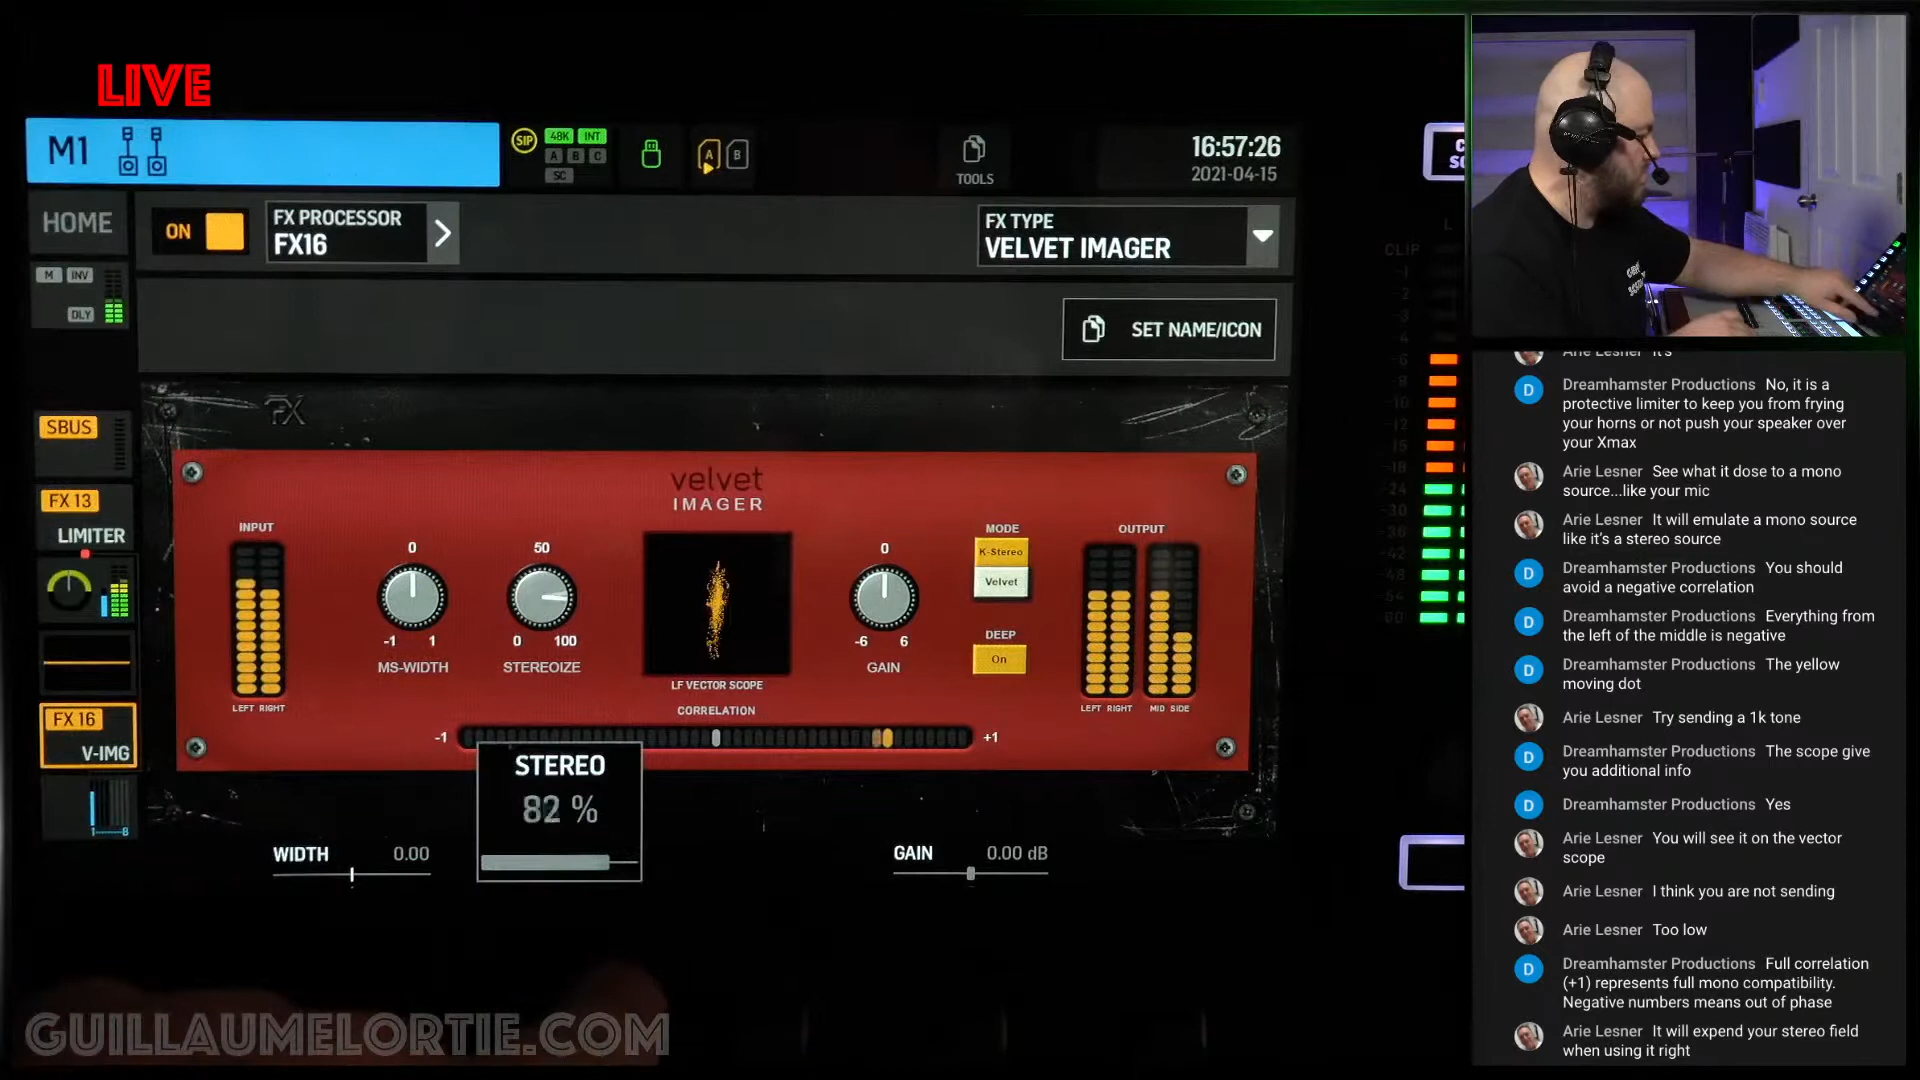 LIVE
M1
SIP
48K INT
A B C
SC
A B
TOOLS
16:57:26
2021-04-15
HOME
ON
FX PROCESSOR
FX16
FX TYPE
VELVET IMAGER
M INV
DLY
SET NAME/ICON
FX
SBUS
FX 13
LIMITER
FX 16
V-IMG
1 8
velvet
IMAGER
INPUT
LEFT RIGHT
0
-1 1
MS-WIDTH
50
0 100
STEREOIZE
LF VECTOR SCOPE
CORRELATION
-1 +1
0
-6 6
GAIN
MODE
K-Stereo
Velvet
DEEP
On
OUTPUT
LEFT RIGHT MID SIDE
STEREO
82 %
WIDTH 0.00
GAIN 0.00 dB
L
CLIP
GUILLAUMELORTIE.COM
Arie Lesner It's
Dreamhamster Productions No, it is a
protective limiter to keep you from frying
your horns or not push your speaker over
your Xmax
Arie Lesner See what it dose to a mono
source...like your mic
Arie Lesner It will emulate a mono source
like it's a stereo source
Dreamhamster Productions You should
avoid a negative correlation
Dreamhamster Productions Everything from
the left of the middle is negative
Dreamhamster Productions The yellow
moving dot
Arie Lesner Try sending a 1k tone
Dreamhamster Productions The scope give
you additional info
Dreamhamster Productions Yes
Arie Lesner You will see it on the vector
scope
Arie Lesner I think you are not sending
Arie Lesner Too low
Dreamhamster Productions Full correlation
(+1) represents full mono compatibility.
Negative numbers means out of phase
Arie Lesner It will expend your stereo field
when using it right